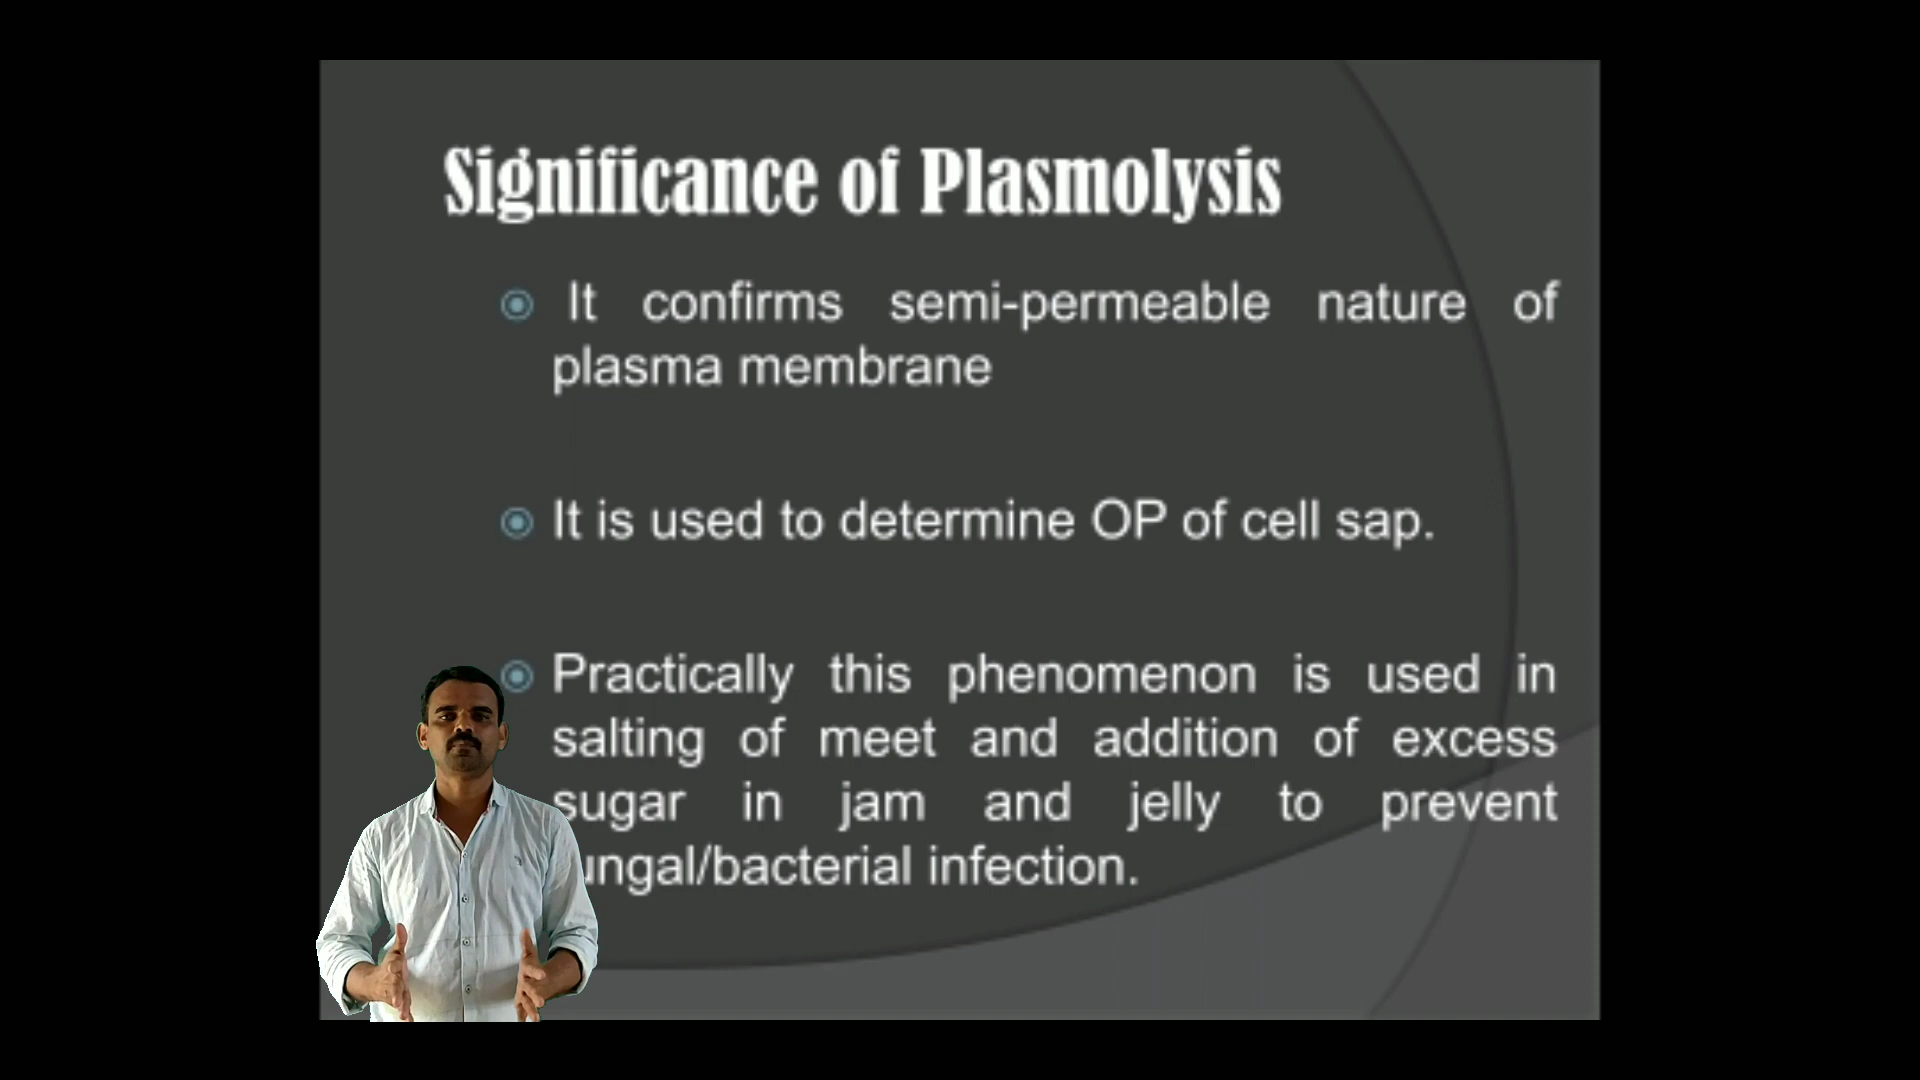 Significance of Plasmolysis
It confirms semi-permeable nature of
plasma membrane
It is used to determine OP of cell sap.
Practically this phenomenon is used in
salting of meet and addition of excess
sugar in jam and jelly to prevent
ungal/bacterial infection.